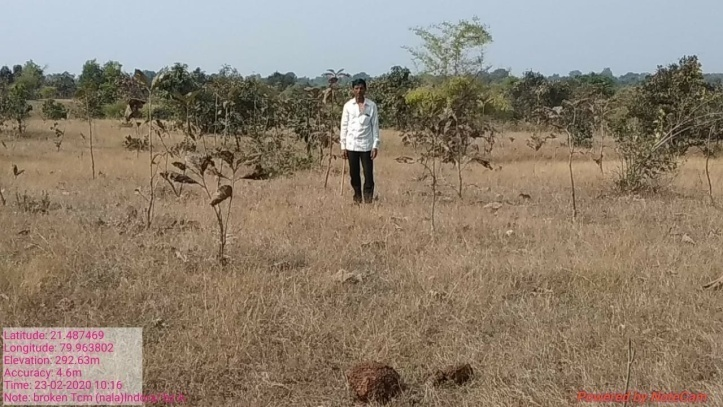 Latitude: 21.487469
Longitude: 79.963802
Elevation: 292.63m
Accuracy: 4.6m
Time: 23-02-2020 10:16
Note: broken Tcm (nala)
Powered by NoteCam